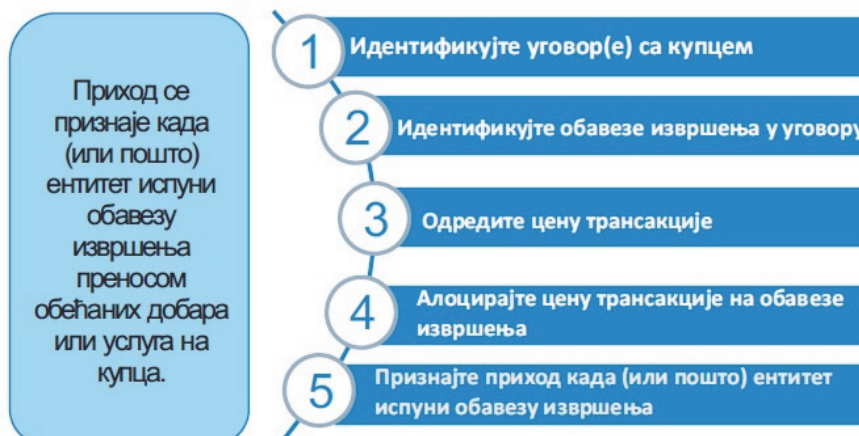 Приход се
признаје када
(или пошто)
ентитет испуни
обавезу
извршења
преносом
обећаних добара
или услуга на
купца.
1 Идентификујте уговор(е) са купцем
2 Идентификујте обавезе извршења у уговору
3 Одредите цену трансакције
4 Алоцирајте цену трансакције на обавезе
извршења
5 Признајте приход када (или пошто) ентитет
испуни обавезу извршења